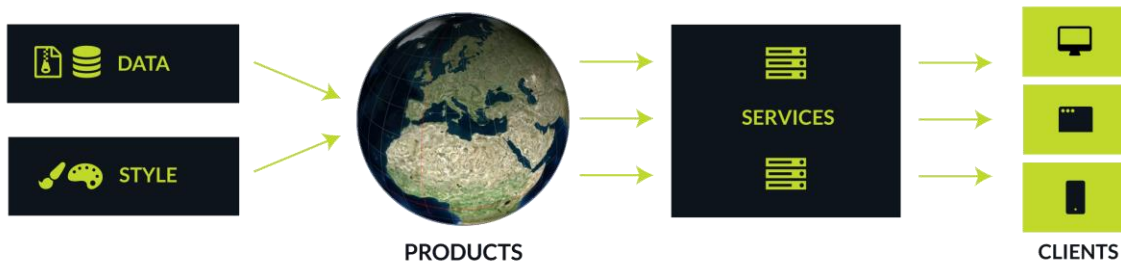 DATA
STYLE
PRODUCTS
SERVICES
CLIENTS